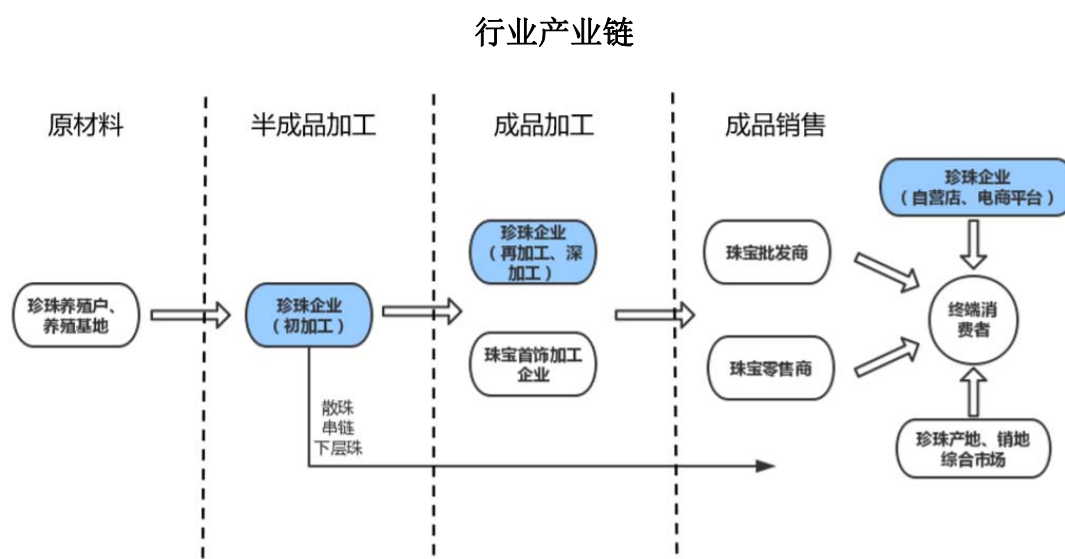 行业产业链
原材料
半成品加工
成品加工
成品销售
珍珠企业
（自营店、电商平台）
珍珠企业
（再加工、深
加工）
珠宝批发商
珍珠养殖户、
养殖基地
珍珠企业
（初加工）
终端消
费者
珠宝首饰加工
企业
珠宝零售商
散珠
串链
下层珠
珍珠产地、销地
综合市场